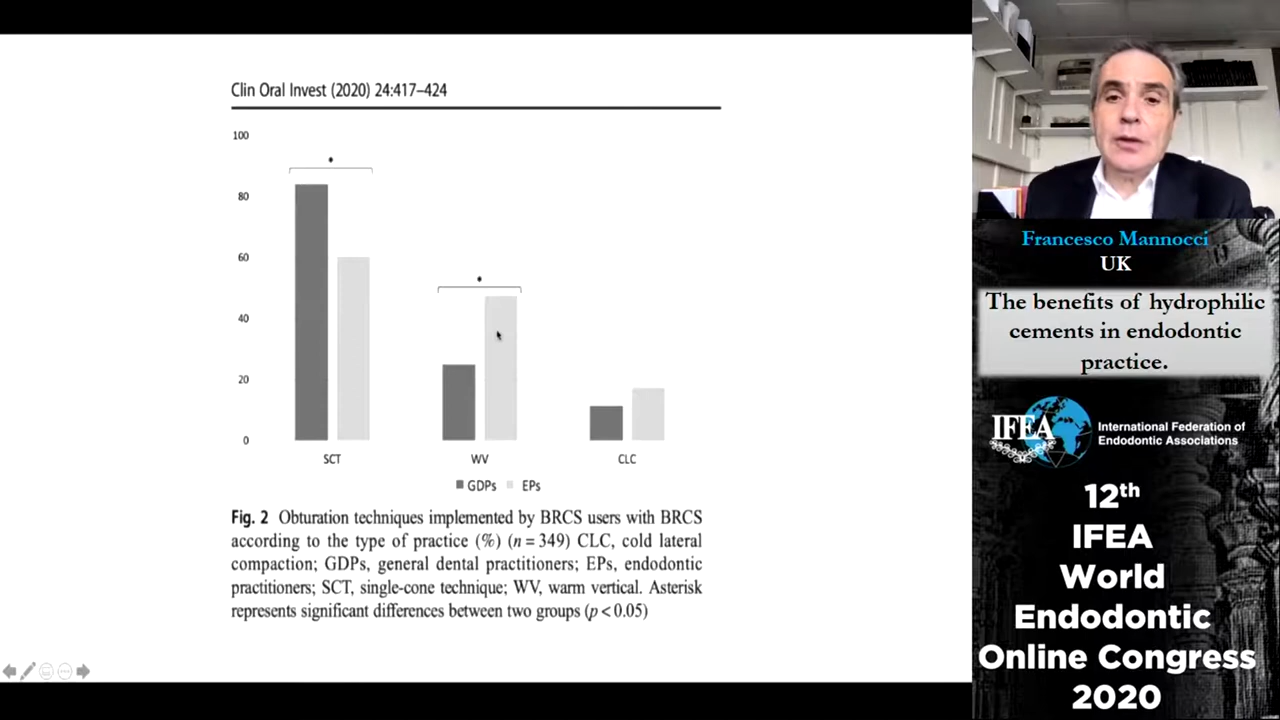 Clin Oral Invest (2020) 24:417–424
100
80
60
40
20
0
SCT
WV
CLC
GDPs
EPs
Fig. 2 Obturation techniques implemented by BRCS users with BRCS
according to the type of practice (%) (n = 349) CLC, cold lateral
compaction; GDPs, general dental practitioners; EPs, endodontic
practitioners; SCT, single-cone technique; WV, warm vertical. Asterisk
represents significant differences between two groups (p < 0.05)
Francesco Mannocci
UK
The benefits of hydrophilic
cements in endodontic
practice.
IFEA
International Federation of
Endodontic Associations
12th
IFEA
World
Endodontic
Online Congress
2020